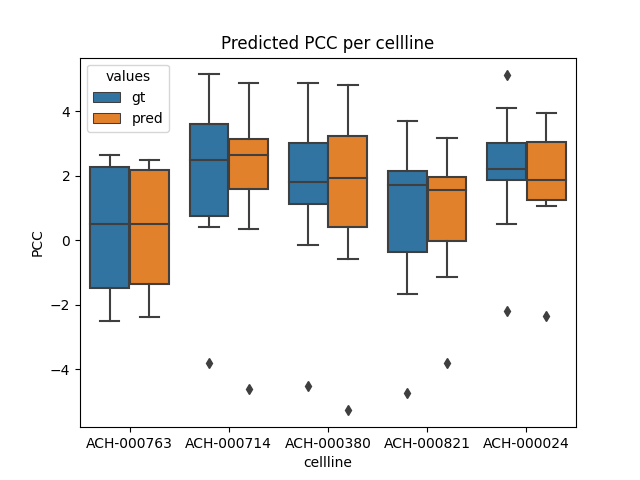 Predicted PCC per cellline
values
gt
pred
4
2
0
−2
−4
PCC
ACH-000763 ACH-000714 ACH-000380 ACH-000821 ACH-000024
cellline